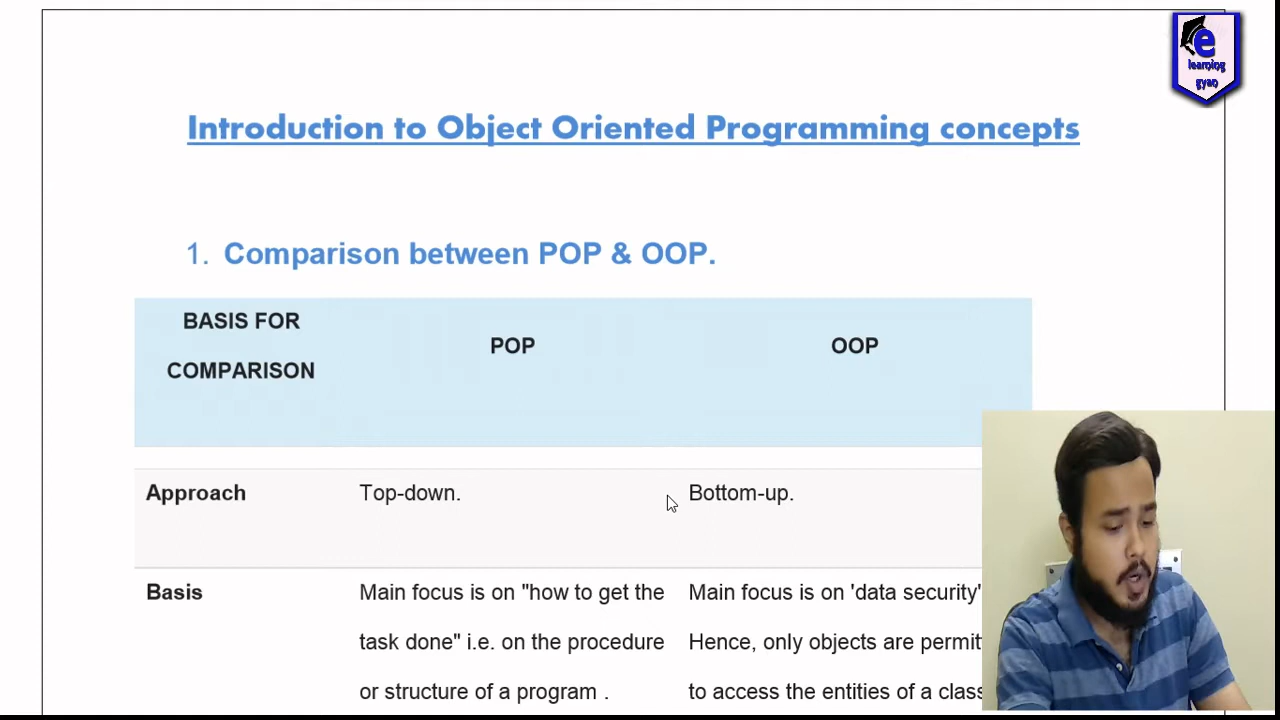 e
learning
gyan
Introduction to Object Oriented Programming concepts
1. Comparison between POP & OOP.
BASIS FOR
COMPARISON
POP
OOP
Approach
Top-down.
Bottom-up.
Basis
Main focus is on "how to get the
task done" i.e. on the procedure
or structure of a program .
Main focus is on 'data security'
Hence, only objects are permit
to access the entities of a class